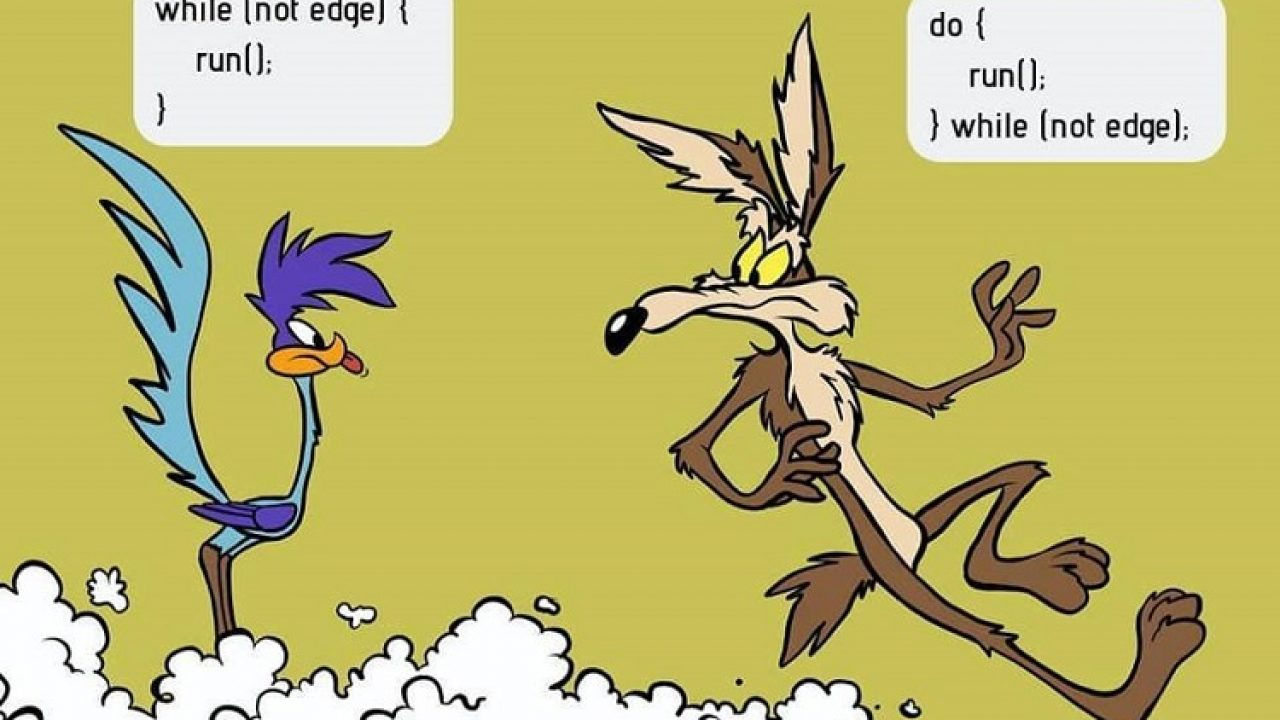 while (not edge) {
run();
}
do {
run();
} while (not edge);